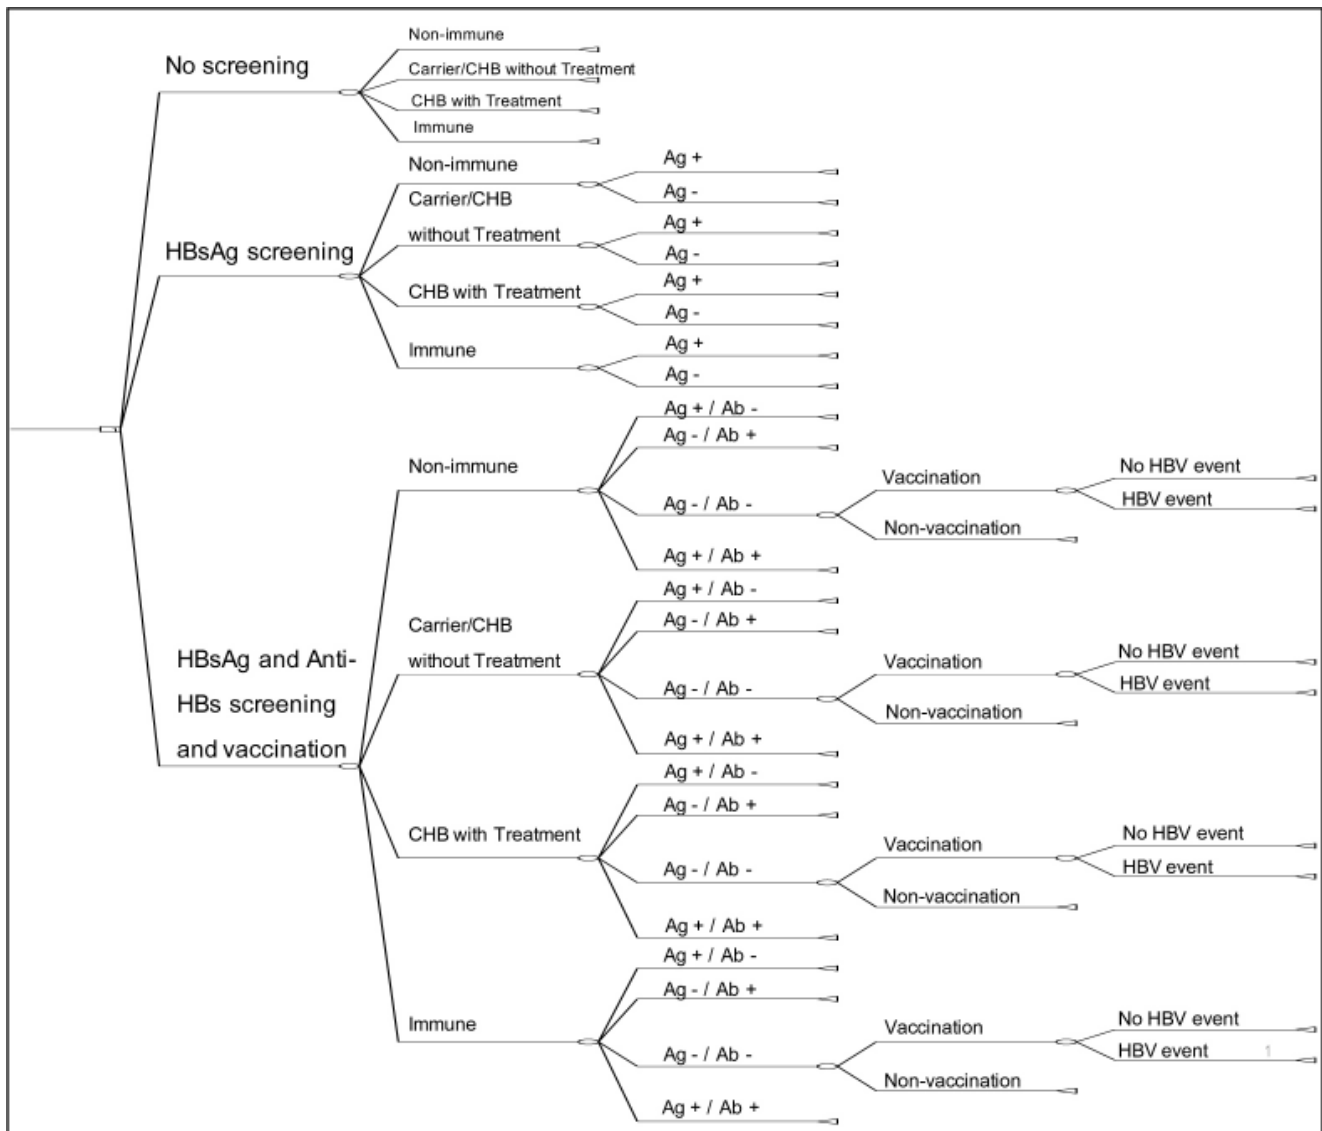 No screening
Non-immune
Carrier/CHB without Treatment
CHB with Treatment
Immune
HBsAg screening
Non-immune
Ag +
Ag -
Carrier/CHB
without Treatment
Ag +
Ag -
CHB with Treatment
Ag +
Ag -
Immune
Ag +
Ag -
HBsAg and Anti-
HBs screening
and vaccination
Non-immune
Ag + / Ab -
Ag - / Ab +
Ag - / Ab -
Vaccination
No HBV event
HBV event
Non-vaccination
Ag + / Ab +
Carrier/CHB
without Treatment
Ag + / Ab -
Ag - / Ab +
Ag - / Ab -
Vaccination
No HBV event
HBV event
Non-vaccination
Ag + / Ab +
CHB with Treatment
Ag + / Ab -
Ag - / Ab +
Ag - / Ab -
Vaccination
No HBV event
HBV event
Non-vaccination
Ag + / Ab +
Immune
Ag + / Ab -
Ag - / Ab +
Ag - / Ab -
Vaccination
No HBV event
HBV event
1
Non-vaccination
Ag + / Ab +